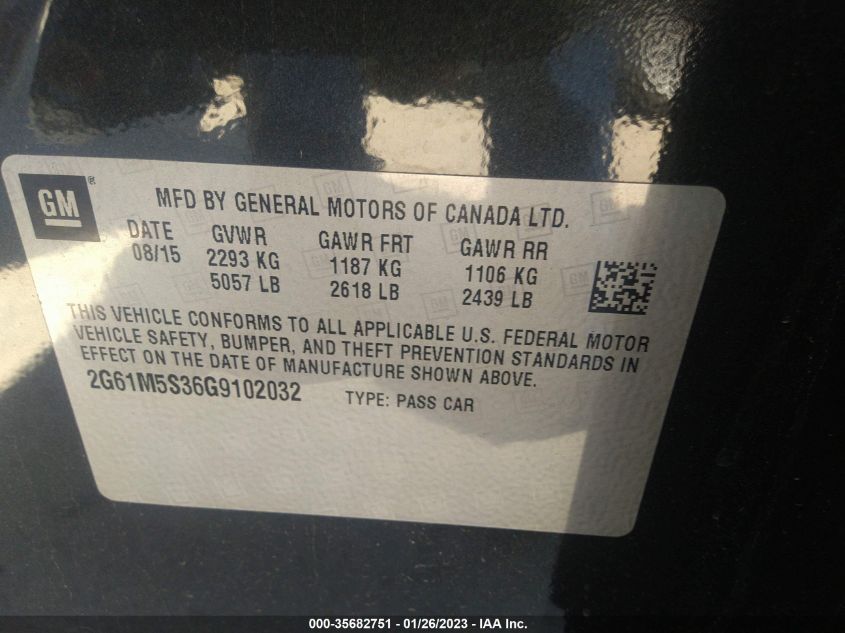 GM®
MFD BY GENERAL MOTORS OF CANADA LTD.
DATE GVWR GAWR FRT GAWR RR
08/15 2293 KG 1187 KG 1106 KG
5057 LB 2618 LB 2439 LB
THIS VEHICLE CONFORMS TO ALL APPLICABLE U.S. FEDERAL MOTOR
VEHICLE SAFETY, BUMPER, AND THEFT PREVENTION STANDARDS IN
EFFECT ON THE DATE OF MANUFACTURE SHOWN ABOVE.
2G61M5S36G9102032 TYPE: PASS CAR
000-35682751 - 01/26/2023 - IAA Inc.